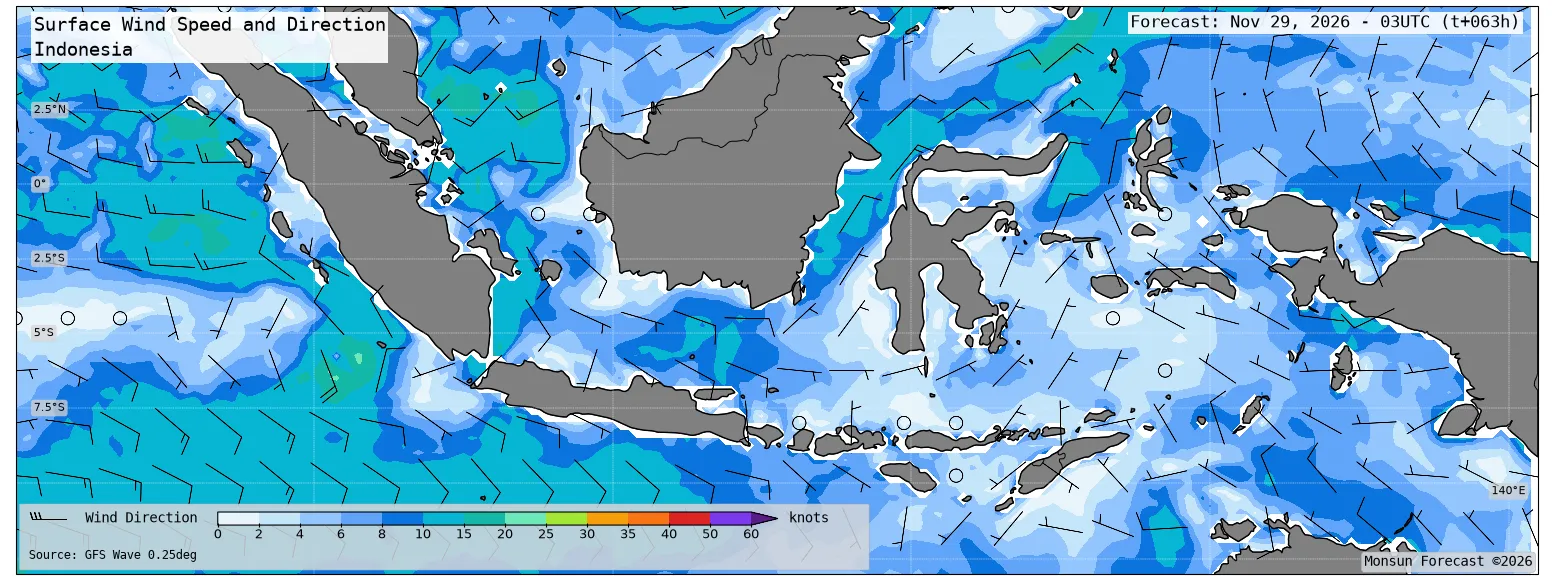 Surface Wind Speed and Direction
Indonesia
Forecast: Nov 29, 2026 - 03UTC (t+063h)
2.5°N
0°
2.5°S
5°S
7.5°S
140°E
Wind Direction
0 2 4 6 8 10 15 20 25 30 35 40 50 60 knots
Source: GFS Wave 0.25deg
Monsun Forecast ©2026